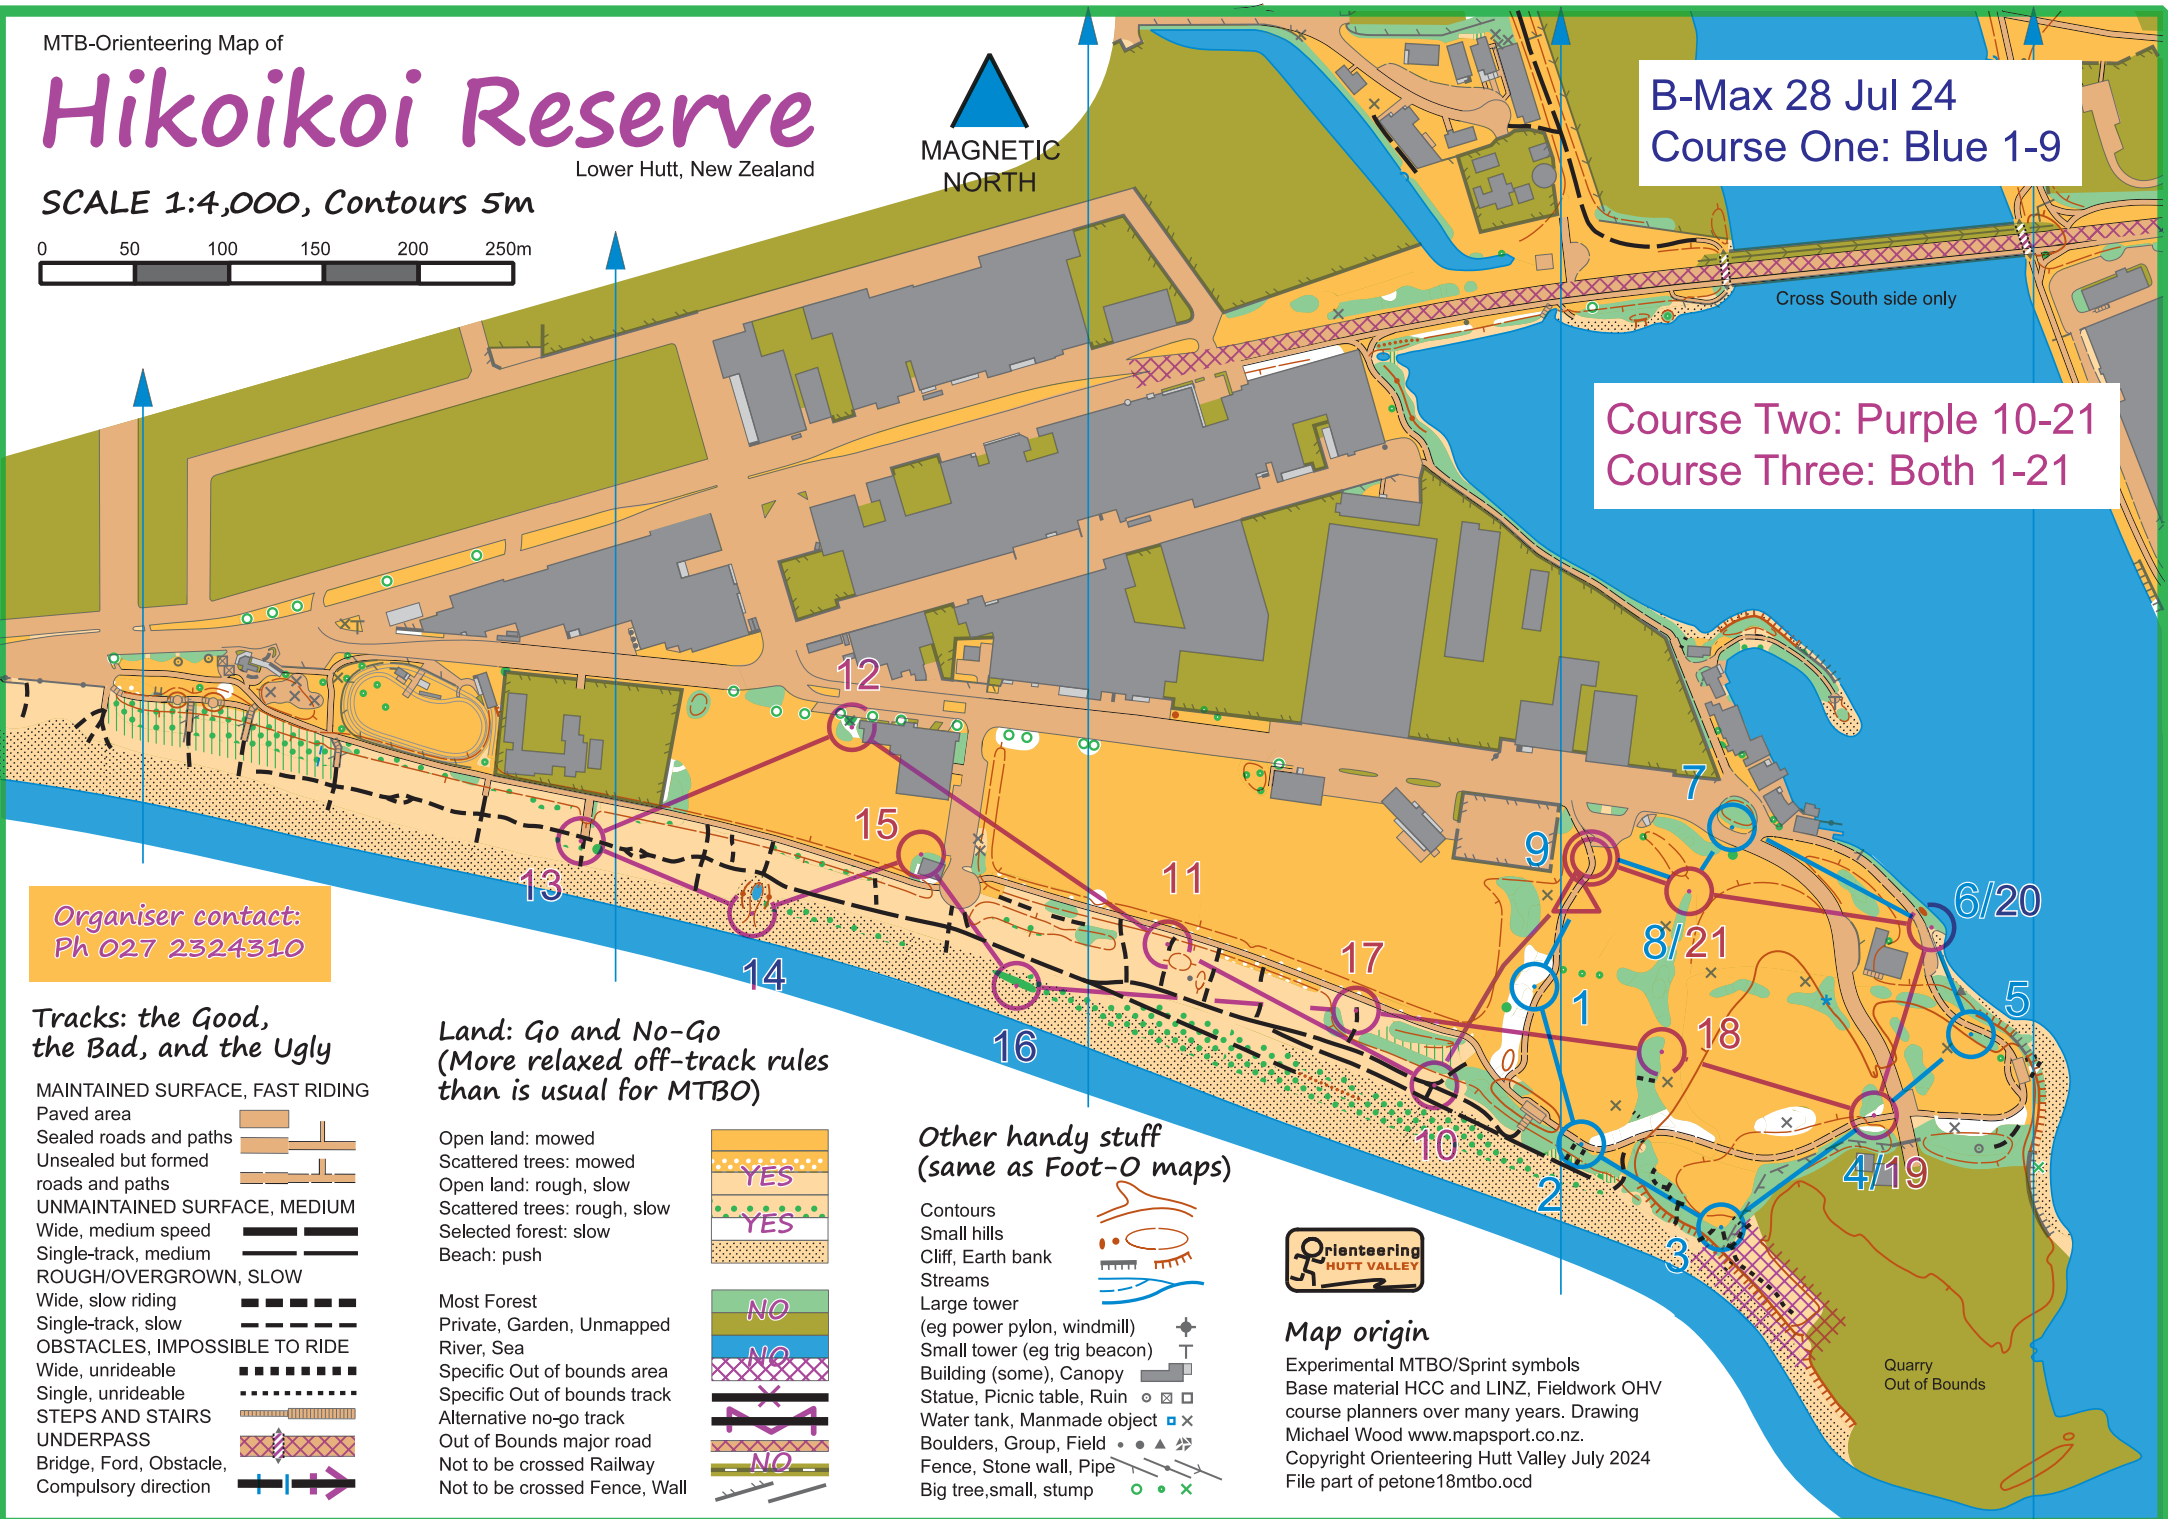 MTB-Orienteering Map of
Hikoikoi Reserve
Lower Hutt, New Zealand
SCALE 1:4,000, Contours 5m
0 50 100 150 200 250m
MAGNETIC
NORTH
B-Max 28 Jul 24
Course One: Blue 1-9
Cross South side only
Course Two: Purple 10-21
Course Three: Both 1-21
12
7
15
9
13
11
6/20
8/21
17
14
1
5
18
16
10
4/19
2
3
Organiser contact:
Ph 027 2324310
Tracks: the Good,
the Bad, and the Ugly
MAINTAINED SURFACE, FAST RIDING
Paved area
Sealed roads and paths
Unsealed but formed
roads and paths
UNMAINTAINED SURFACE, MEDIUM
Wide, medium speed
Single-track, medium
ROUGH/OVERGROWN, SLOW
Wide, slow riding
Single-track, slow
OBSTACLES, IMPOSSIBLE TO RIDE
Wide, unrideable
Single, unrideable
STEPS AND STAIRS
UNDERPASS
Bridge, Ford, Obstacle,
Compulsory direction
Land: Go and No-Go
(More relaxed off-track rules
than is usual for MTBO)
Open land: mowed
Scattered trees: mowed
YES
Open land: rough, slow
Scattered trees: rough, slow
YES
Selected forest: slow
Beach: push
Most Forest
NO
Private, Garden, Unmapped
River, Sea
NO
Specific Out of bounds area
Specific Out of bounds track
Alternative no-go track
Out of Bounds major road
Not to be crossed Railway
NO
Not to be crossed Fence, Wall
Other handy stuff
(same as Foot-O maps)
Contours
Small hills
Cliff, Earth bank
Streams
Large tower
(eg power pylon, windmill)
Small tower (eg trig beacon)
Building (some), Canopy
Statue, Picnic table, Ruin
Water tank, Manmade object
Boulders, Group, Field
Fence, Stone wall, Pipe
Big tree,small, stump
Orienteering
HUTT VALLEY
Map origin
Experimental MTBO/Sprint symbols
Base material HCC and LINZ, Fieldwork OHV
course planners over many years. Drawing
Michael Wood www.mapsport.co.nz.
Copyright Orienteering Hutt Valley July 2024
File part of petone18mtbo.ocd
Quarry
Out of Bounds